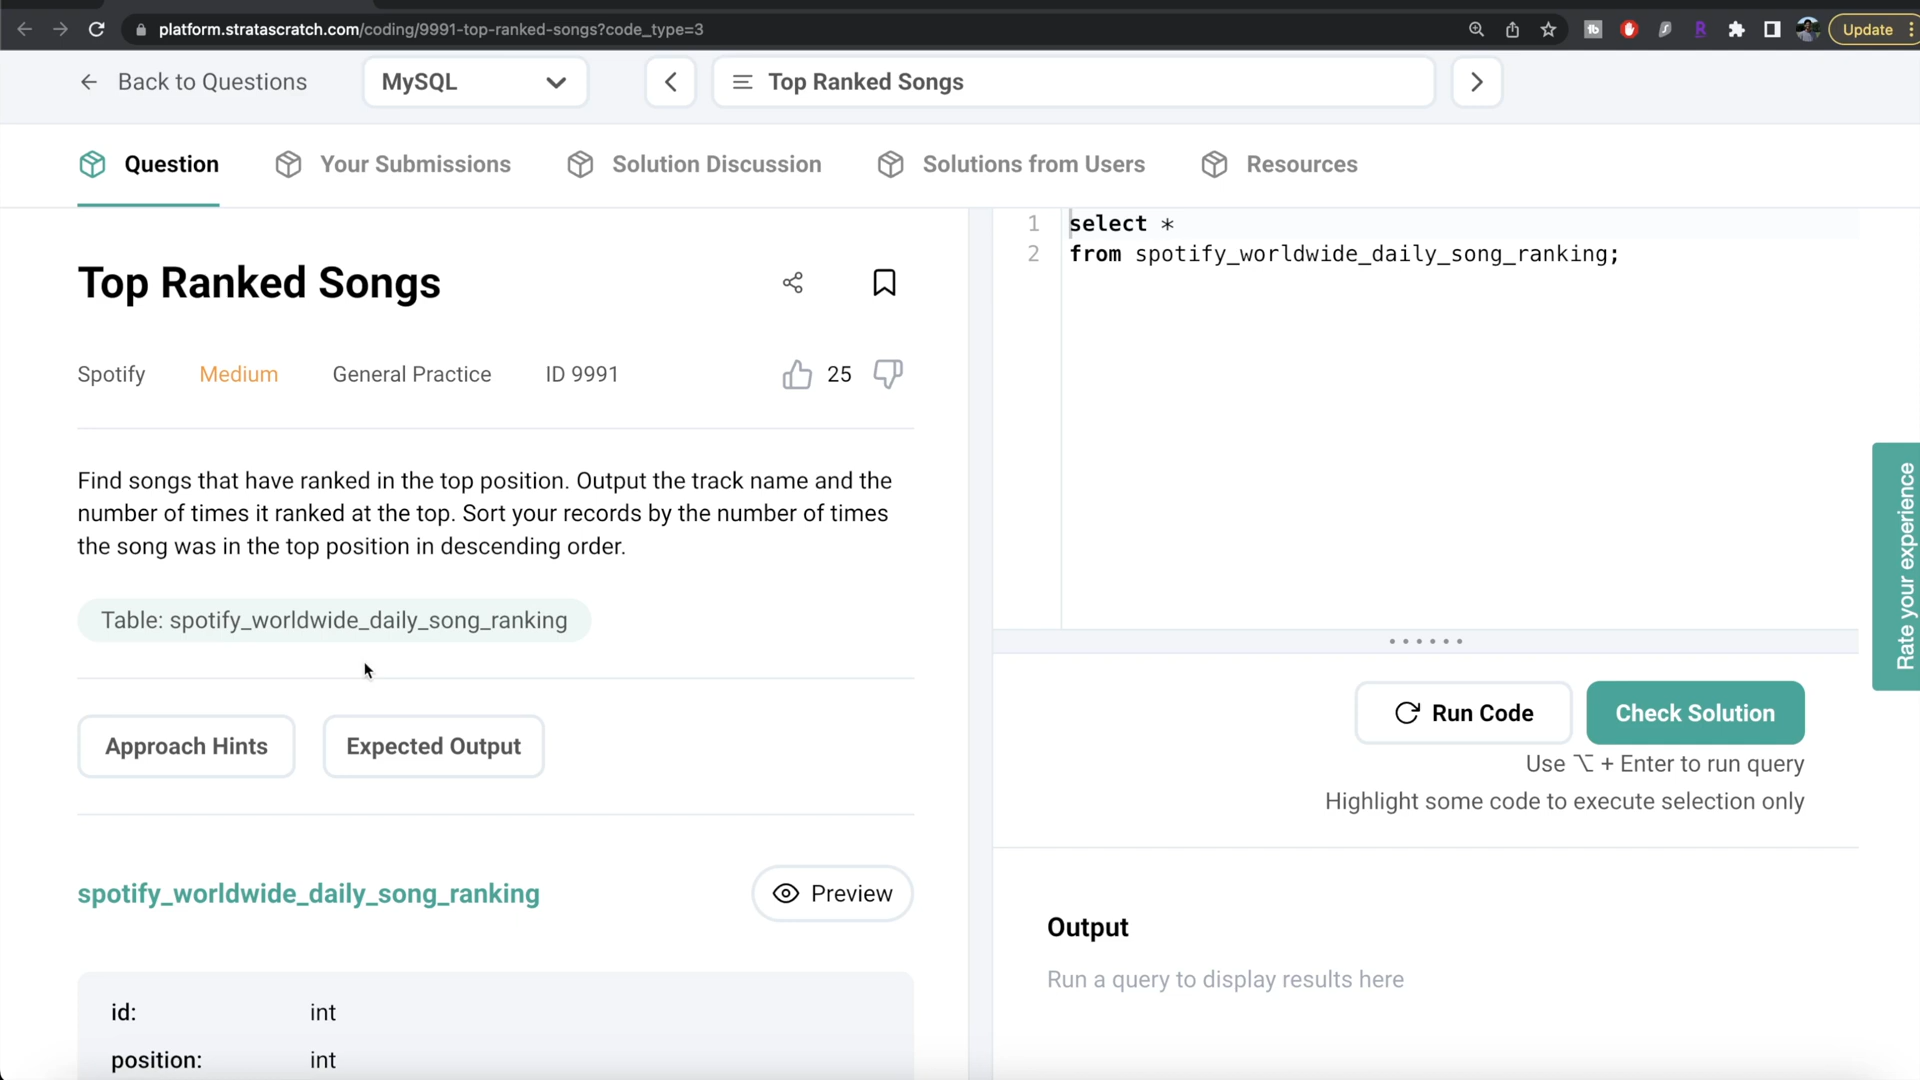 platform.stratascratch.com/coding/9991-top-ranked-songs?code_type=3
Update
Back to Questions
MySQL
Top Ranked Songs
Question
Your Submissions
Solution Discussion
Solutions from Users
Resources
Top Ranked Songs
Spotify
Medium
General Practice
ID 9991
25
Find songs that have ranked in the top position. Output the track name and the
number of times it ranked at the top. Sort your records by the number of times
the song was in the top position in descending order.
Table: spotify_worldwide_daily_song_ranking
Approach Hints
Expected Output
spotify_worldwide_daily_song_ranking
Preview
id: int
position: int
1 select *
2 from spotify_worldwide_daily_song_ranking;
Run Code
Check Solution
Use ⌥ + Enter to run query
Highlight some code to execute selection only
Output
Run a query to display results here
Rate your experience